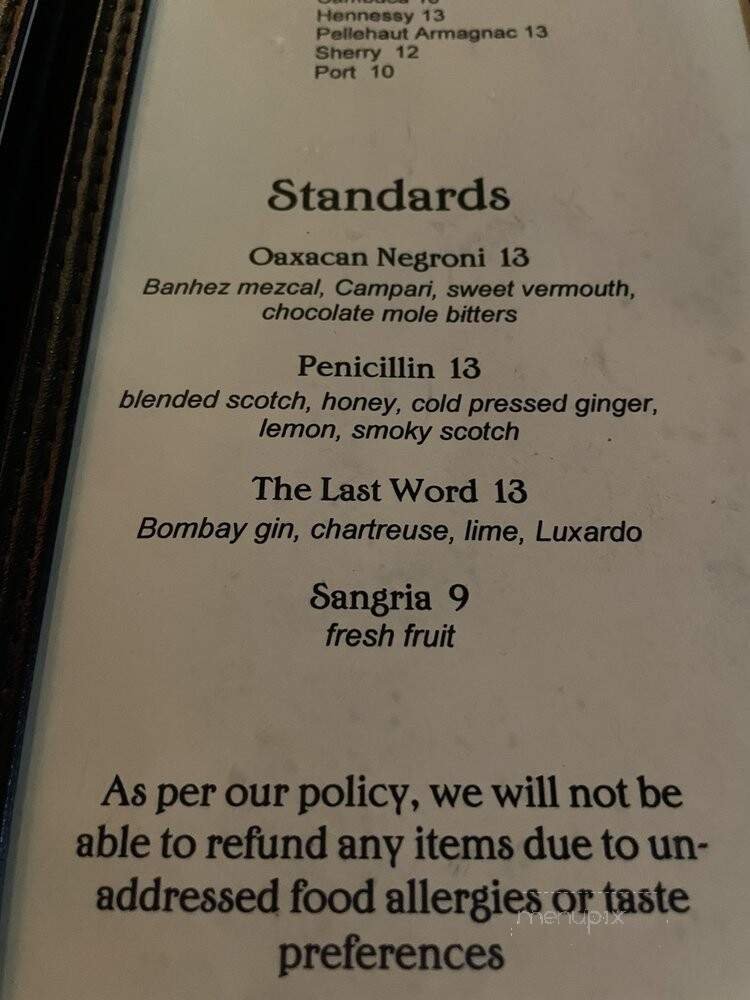 Hennessy 13
Pellehaut Armagnac 13
Sherry 12
Port 10
Standards
Oaxacan Negroni 13
Banhez mezcal, Campari, sweet vermouth,
chocolate mole bitters
Penicillin 13
blended scotch, honey, cold pressed ginger,
lemon, smoky scotch
The Last Word 13
Bombay gin, chartreuse, lime, Luxardo
Sangria 9
fresh fruit
As per our policy, we will not be
able to refund any items due to un-
addressed food allergies or taste
preferences
menupix